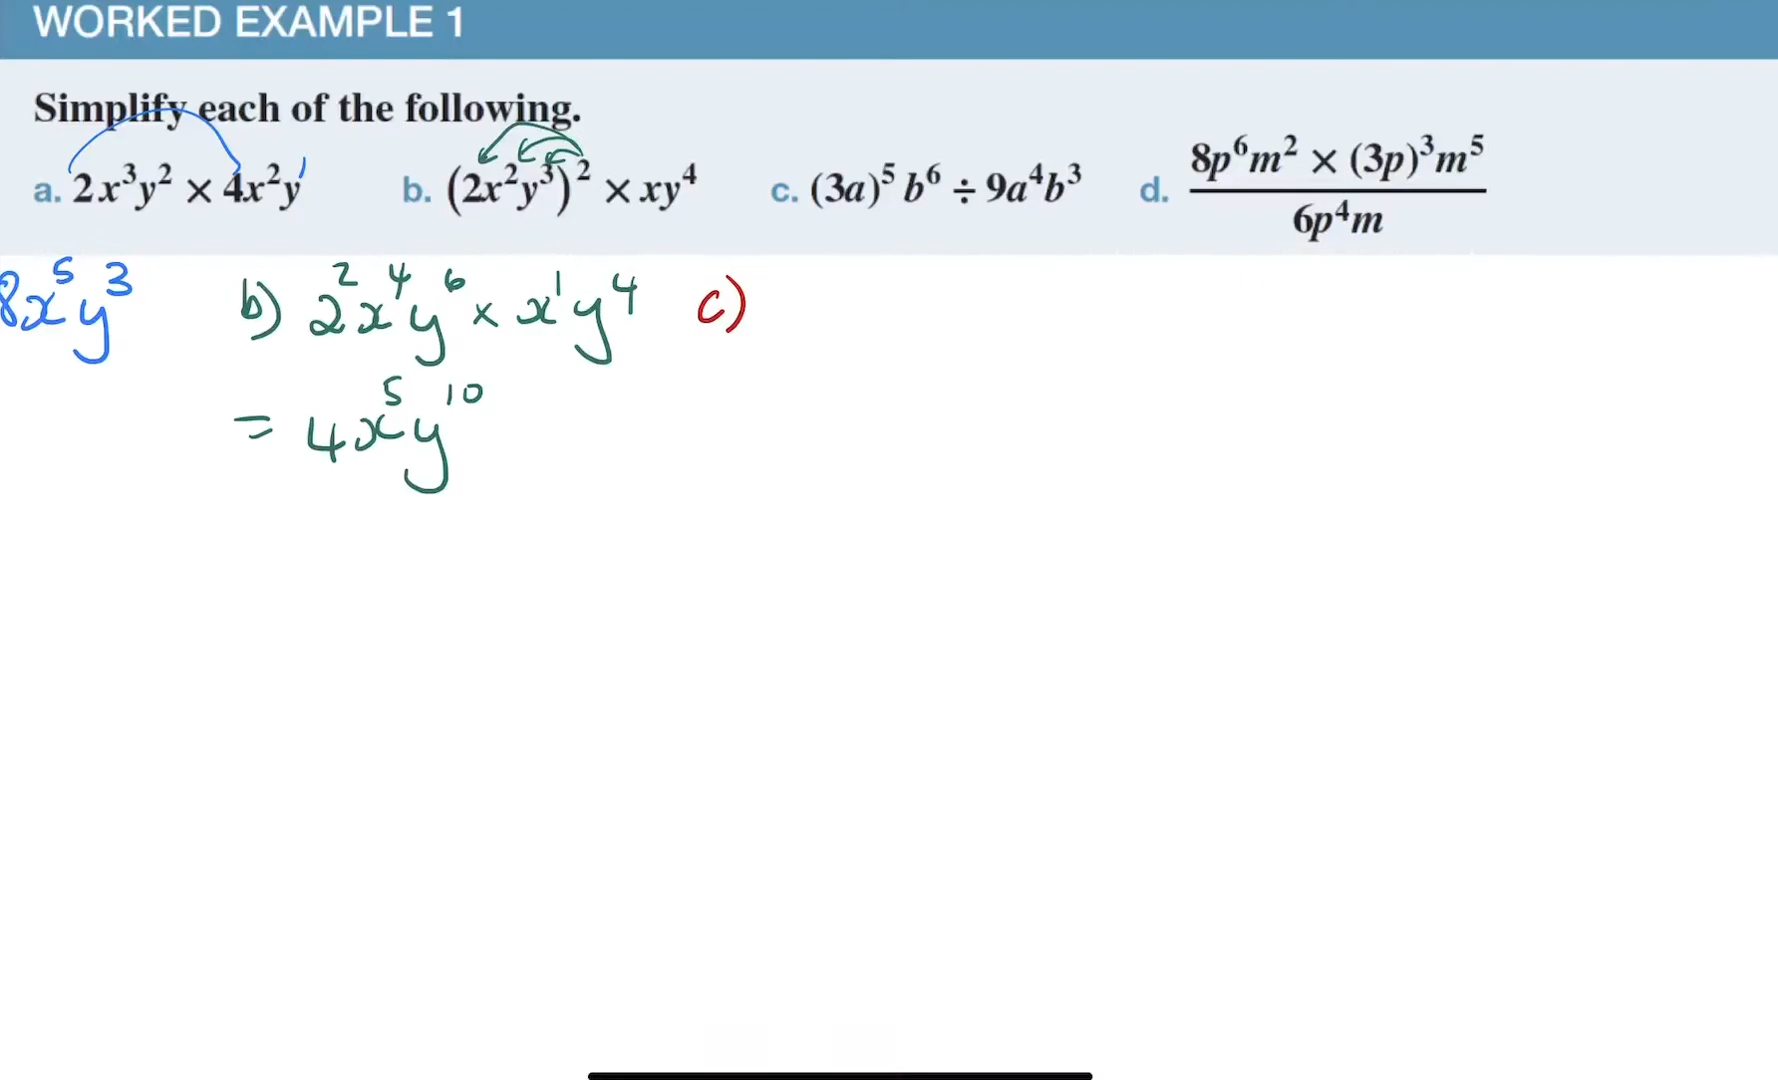 WORKED EXAMPLE 1
Simplify each of the following.
a. 2x³y² × 4x²y¹ b. (2x²y³)² × xy⁴ c. (3a)⁵ b⁶ ÷ 9a⁴b³ d. 8p⁶m² × (3p)³m⁵
6p⁴m
8x⁵y³ b) 2²x⁴y⁶ × x¹y⁴ c)
= 4x⁵y¹⁰